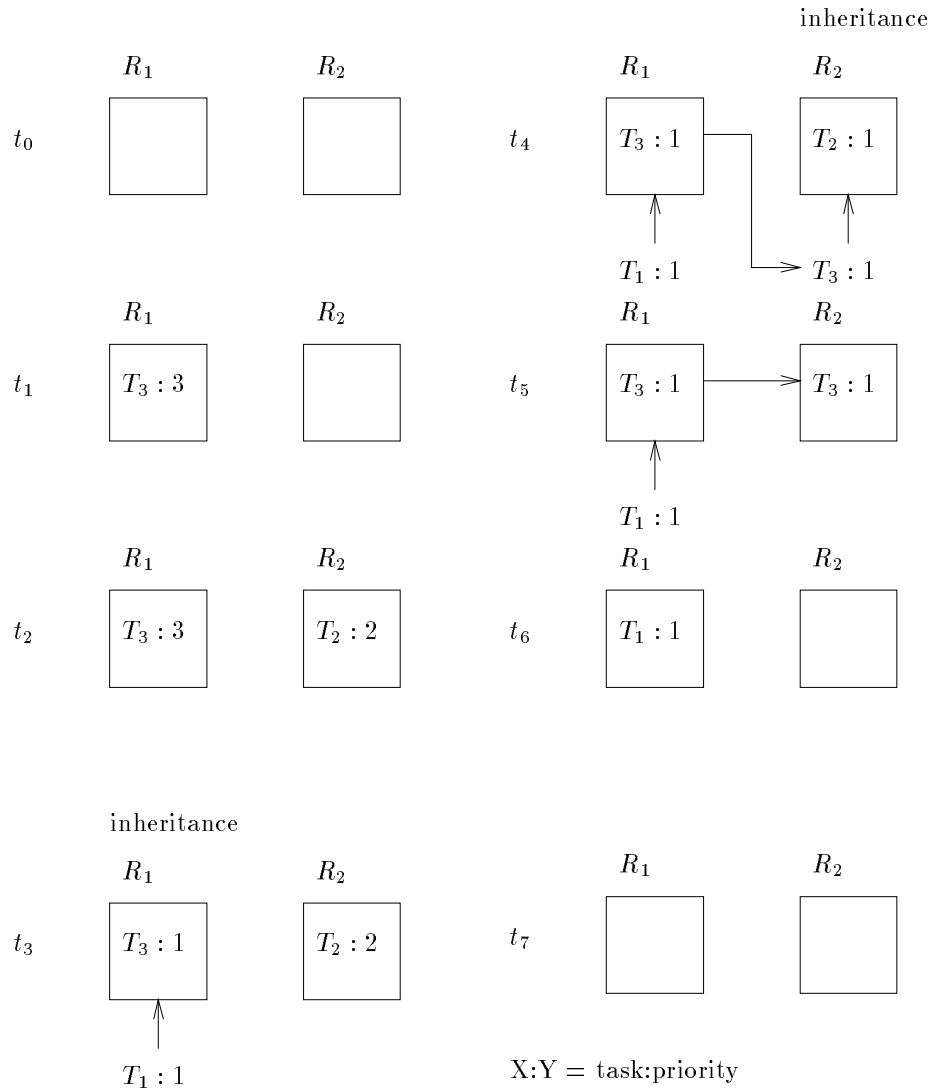 inheritance
R₁ R₂ R₁ R₂
t₀ t₄ T₃ : 1 T₂ : 1
T₁ : 1 T₃ : 1
R₁ R₂ R₁ R₂
t₁ T₃ : 3 t₅ T₃ : 1 T₃ : 1
T₁ : 1
R₁ R₂ R₁ R₂
t₂ T₃ : 3 T₂ : 2 t₆ T₁ : 1
inheritance
R₁ R₂ R₁ R₂
t₃ T₃ : 1 T₂ : 2 t₇
T₁ : 1 X:Y = task:priority